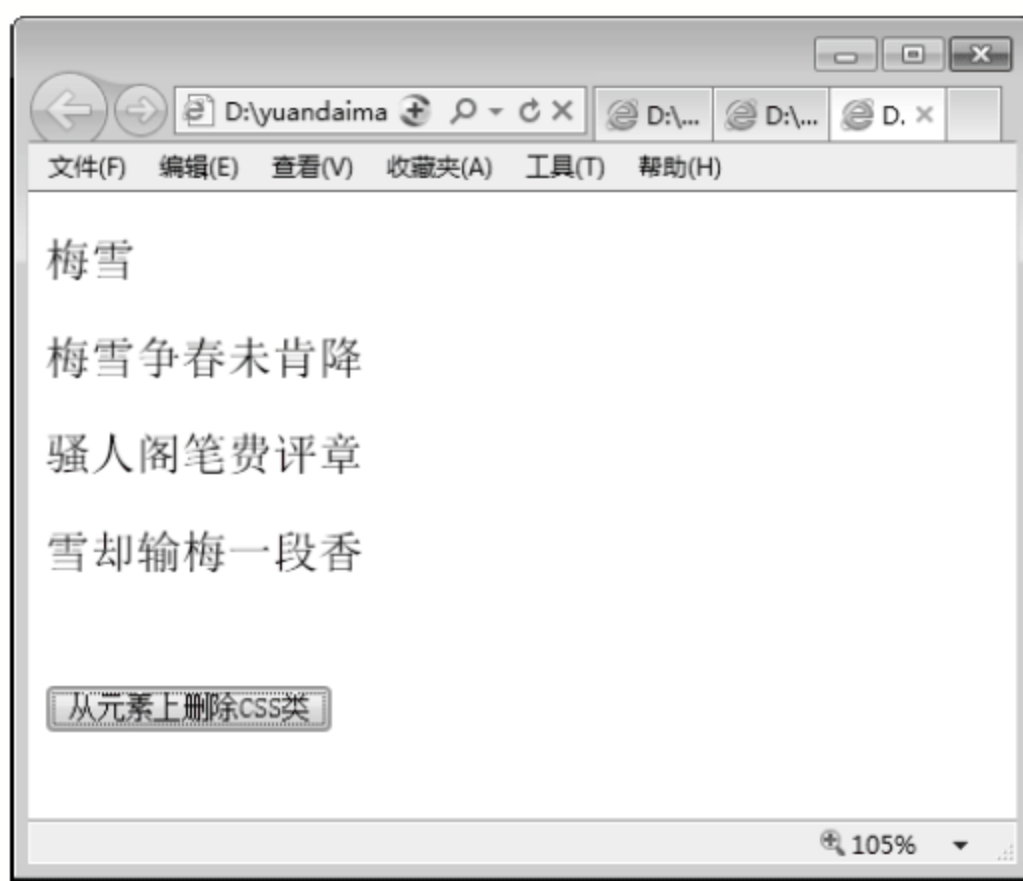 D:\yuandaima
D:\...
D:\...
D.
文件(F) 编辑(E) 查看(V) 收藏夹(A) 工具(T) 帮助(H)
梅雪
梅雪争春未肯降
骚人阁笔费评章
雪却输梅一段香
从元素上删除CSS类
105%